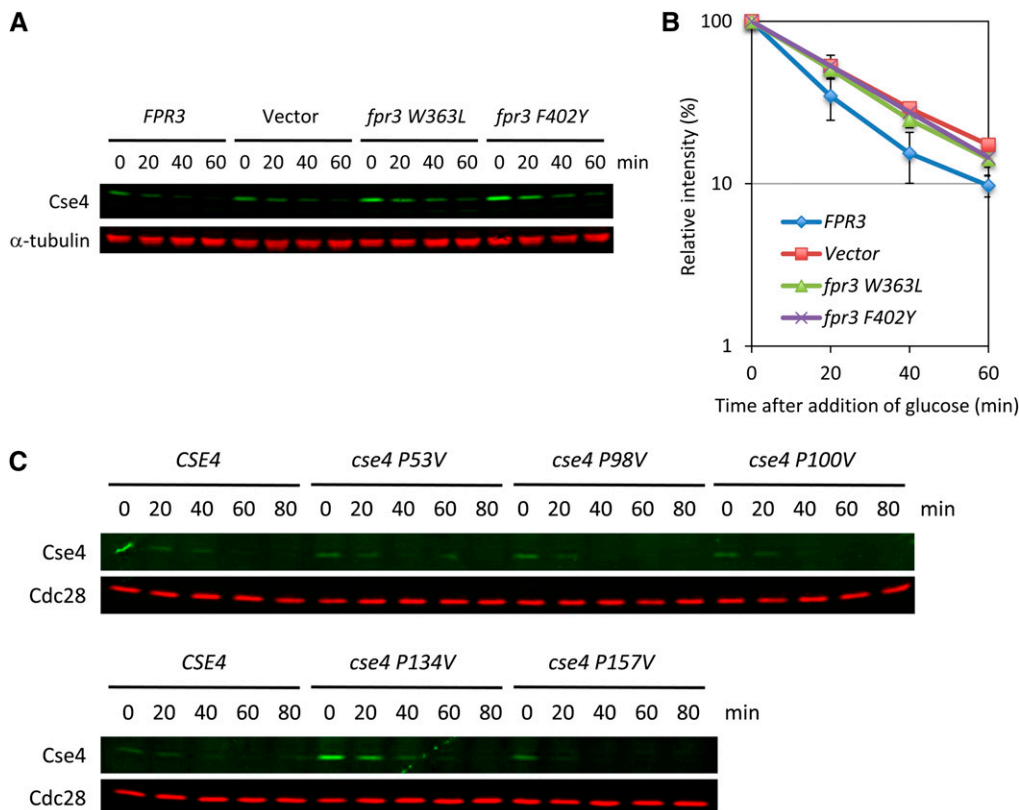 A
FPR3 Vector fpr3 W363L fpr3 F402Y
0 20 40 60 0 20 40 60 0 20 40 60 0 20 40 60 min
Cse4
α-tubulin
B
Relative intensity (%)
100
10
1
FPR3
Vector
fpr3 W363L
fpr3 F402Y
0 20 40 60
Time after addition of glucose (min)
C
CSE4 cse4 P53V cse4 P98V cse4 P100V
0 20 40 60 80 0 20 40 60 80 0 20 40 60 80 0 20 40 60 80 min
Cse4
Cdc28
CSE4 cse4 P134V cse4 P157V
0 20 40 60 80 0 20 40 60 80 0 20 40 60 80 min
Cse4
Cdc28